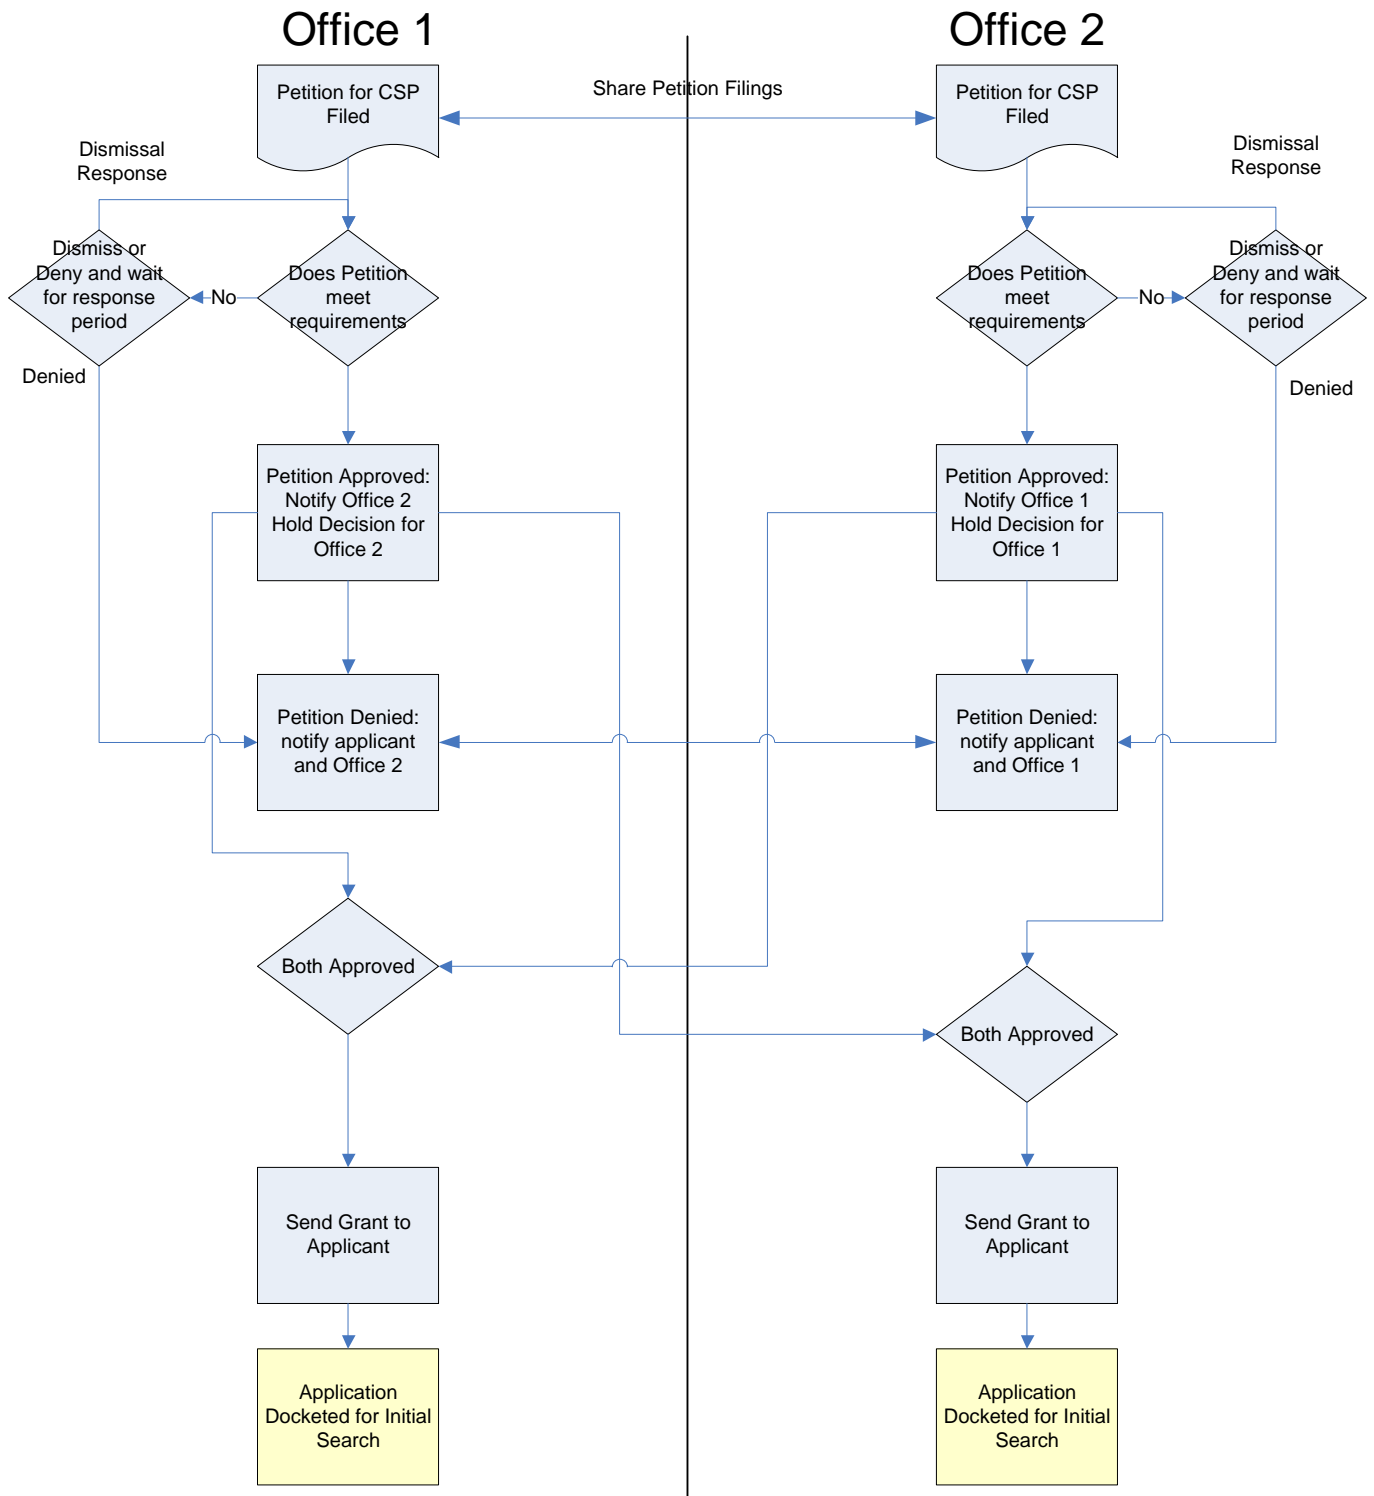 Office 1
Office 2
Petition for CSP
Filed
Share Petition Filings
Petition for CSP
Filed
Dismissal
Response
Dismissal
Response
Dismiss or
Deny and wait
for response
period
No
Does Petition
meet
requirements
Does Petition
meet
requirements
No
Dismiss or
Deny and wait
for response
period
Denied
Denied
Petition Approved:
Notify Office 2
Hold Decision for
Office 2
Petition Approved:
Notify Office 1
Hold Decision for
Office 1
Petition Denied:
notify applicant
and Office 2
Petition Denied:
notify applicant
and Office 1
Both Approved
Both Approved
Send Grant to
Applicant
Send Grant to
Applicant
Application
Docketed for Initial
Search
Application
Docketed for Initial
Search